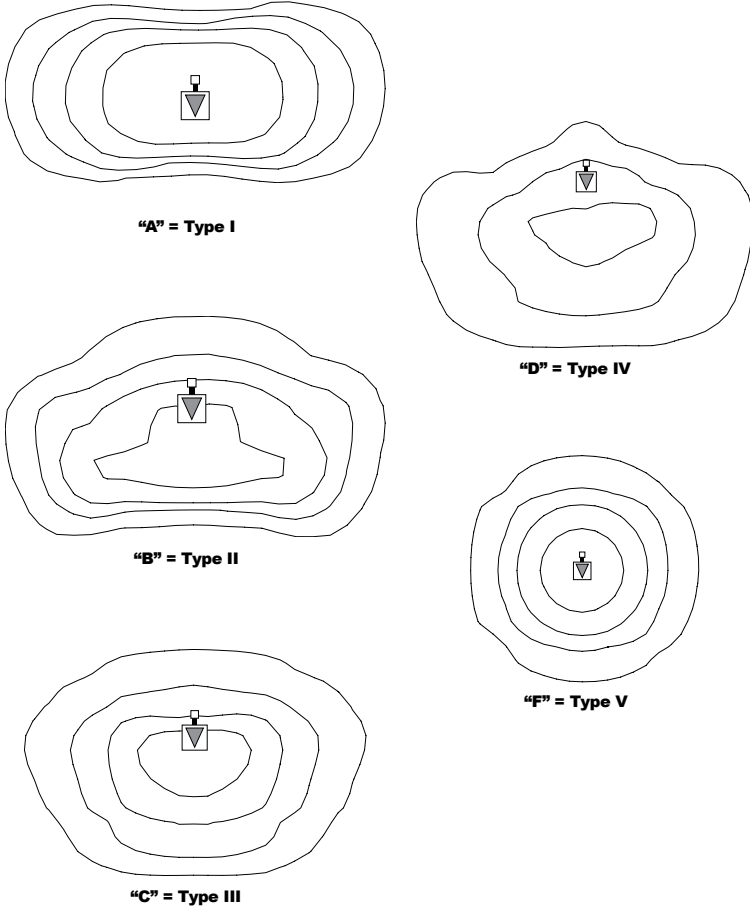 “A” = Type I
“B” = Type II
“C” = Type III
“D” = Type IV
“F” = Type V